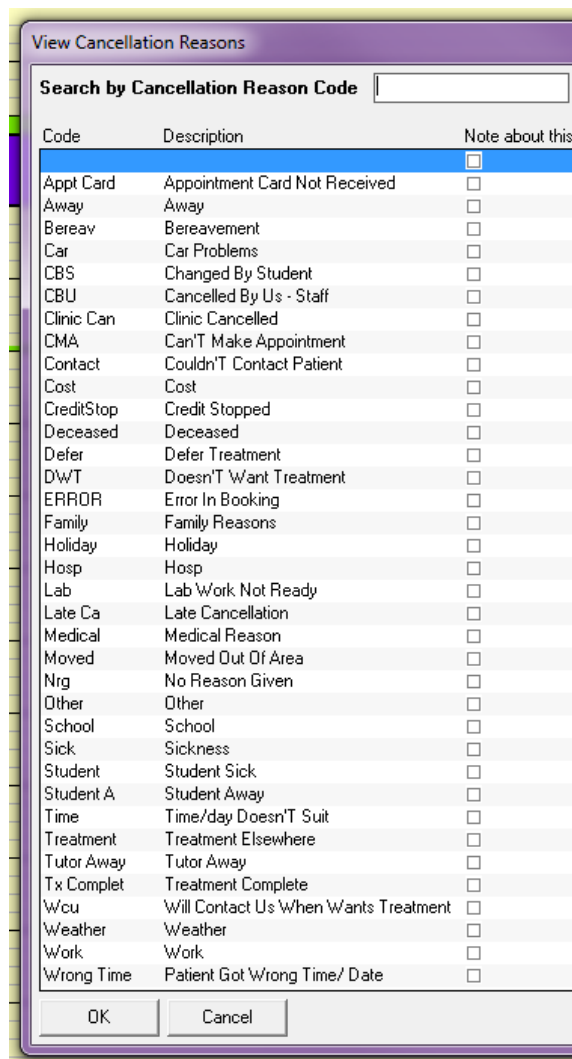 View Cancellation Reasons
Search by Cancellation Reason Code
Code Description Note about this
Appt Card Appointment Card Not Received
Away Away
Bereav Bereavement
Car Car Problems
CBS Changed By Student
CBU Cancelled By Us - Staff
Clinic Can Clinic Cancelled
CMA Can'T Make Appointment
Contact Couldn'T Contact Patient
Cost Cost
CreditStop Credit Stopped
Deceased Deceased
Defer Defer Treatment
DWT Doesn'T Want Treatment
ERROR Error In Booking
Family Family Reasons
Holiday Holiday
Hosp Hosp
Lab Lab Work Not Ready
Late Ca Late Cancellation
Medical Medical Reason
Moved Moved Out Of Area
Nrg No Reason Given
Other Other
School School
Sick Sickness
Student Student Sick
Student A Student Away
Time Time/day Doesn'T Suit
Treatment Treatment Elsewhere
Tutor Away Tutor Away
Tx Complet Treatment Complete
Wcu Will Contact Us When Wants Treatment
Weather Weather
Work Work
Wrong Time Patient Got Wrong Time/ Date
OK Cancel